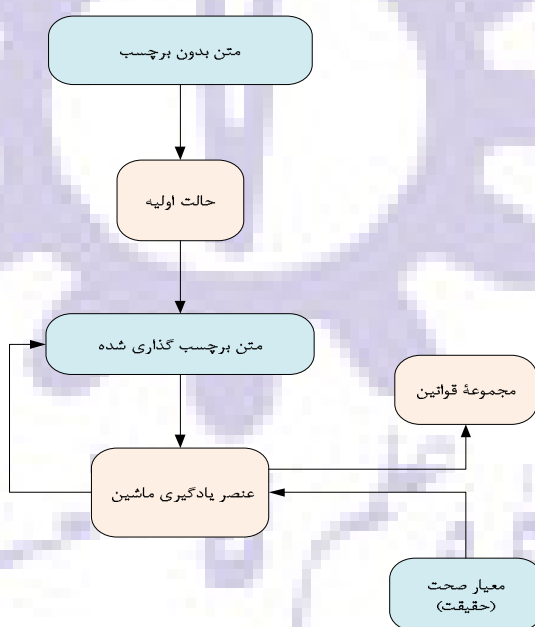 متن بدون برچسب
حالت اولیه
متن برچسب گذاری شده
مجموعهٔ قوانین
عنصر یادگیری ماشین
معیار صحت
(حقیقت)